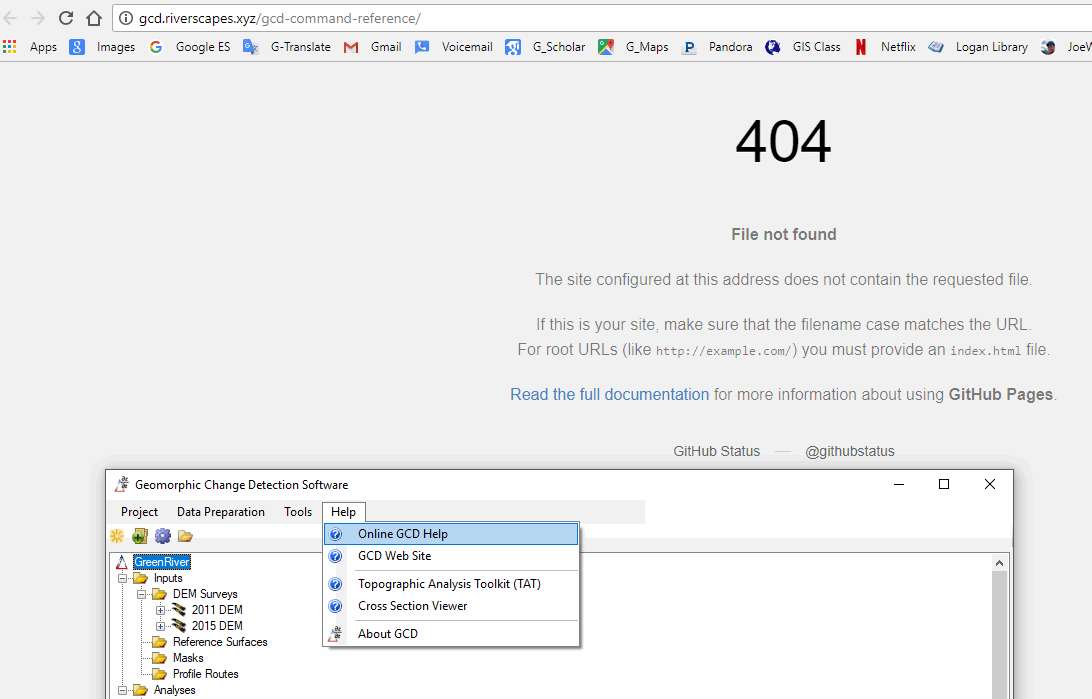 gcd.riverscapes.xyz/gcd-command-reference/
Apps Images Google ES G-Translate Gmail Voicemail G_Scholar G_Maps Pandora GIS Class Netflix Logan Library JoeW
404
File not found
The site configured at this address does not contain the requested file.
If this is your site, make sure that the filename case matches the URL.
For root URLs (like http://example.com/) you must provide an index.html file.
Read the full documentation for more information about using GitHub Pages.
GitHub Status — @githubstatus
Geomorphic Change Detection Software
Project Data Preparation Tools Help
Online GCD Help
GCD Web Site
Topographic Analysis Toolkit (TAT)
Cross Section Viewer
About GCD
GreenRiver
Inputs
DEM Surveys
2011 DEM
2015 DEM
Reference Surfaces
Masks
Profile Routes
Analyses